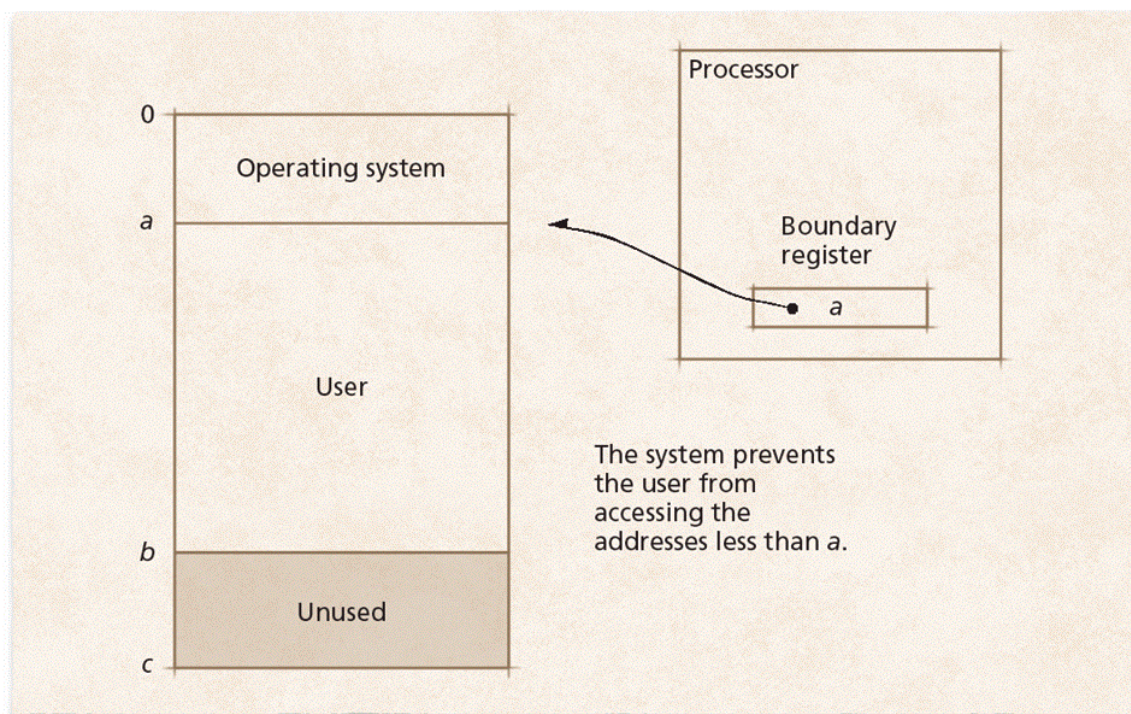 0
Operating system
a
User
b
Unused
c
Processor
Boundary
register
a
The system prevents
the user from
accessing the
addresses less than a.